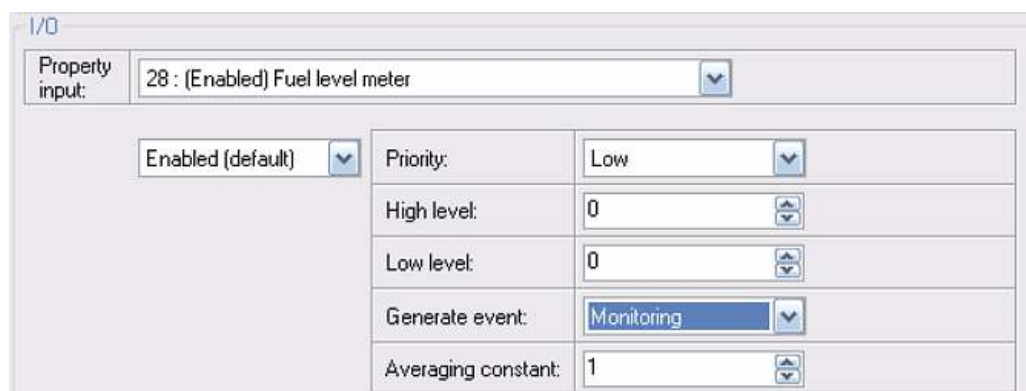 I/O
Property input: 28 : (Enabled) Fuel level meter
Enabled (default) Priority: Low
High level: 0
Low level: 0
Generate event: Monitoring
Averaging constant: 1